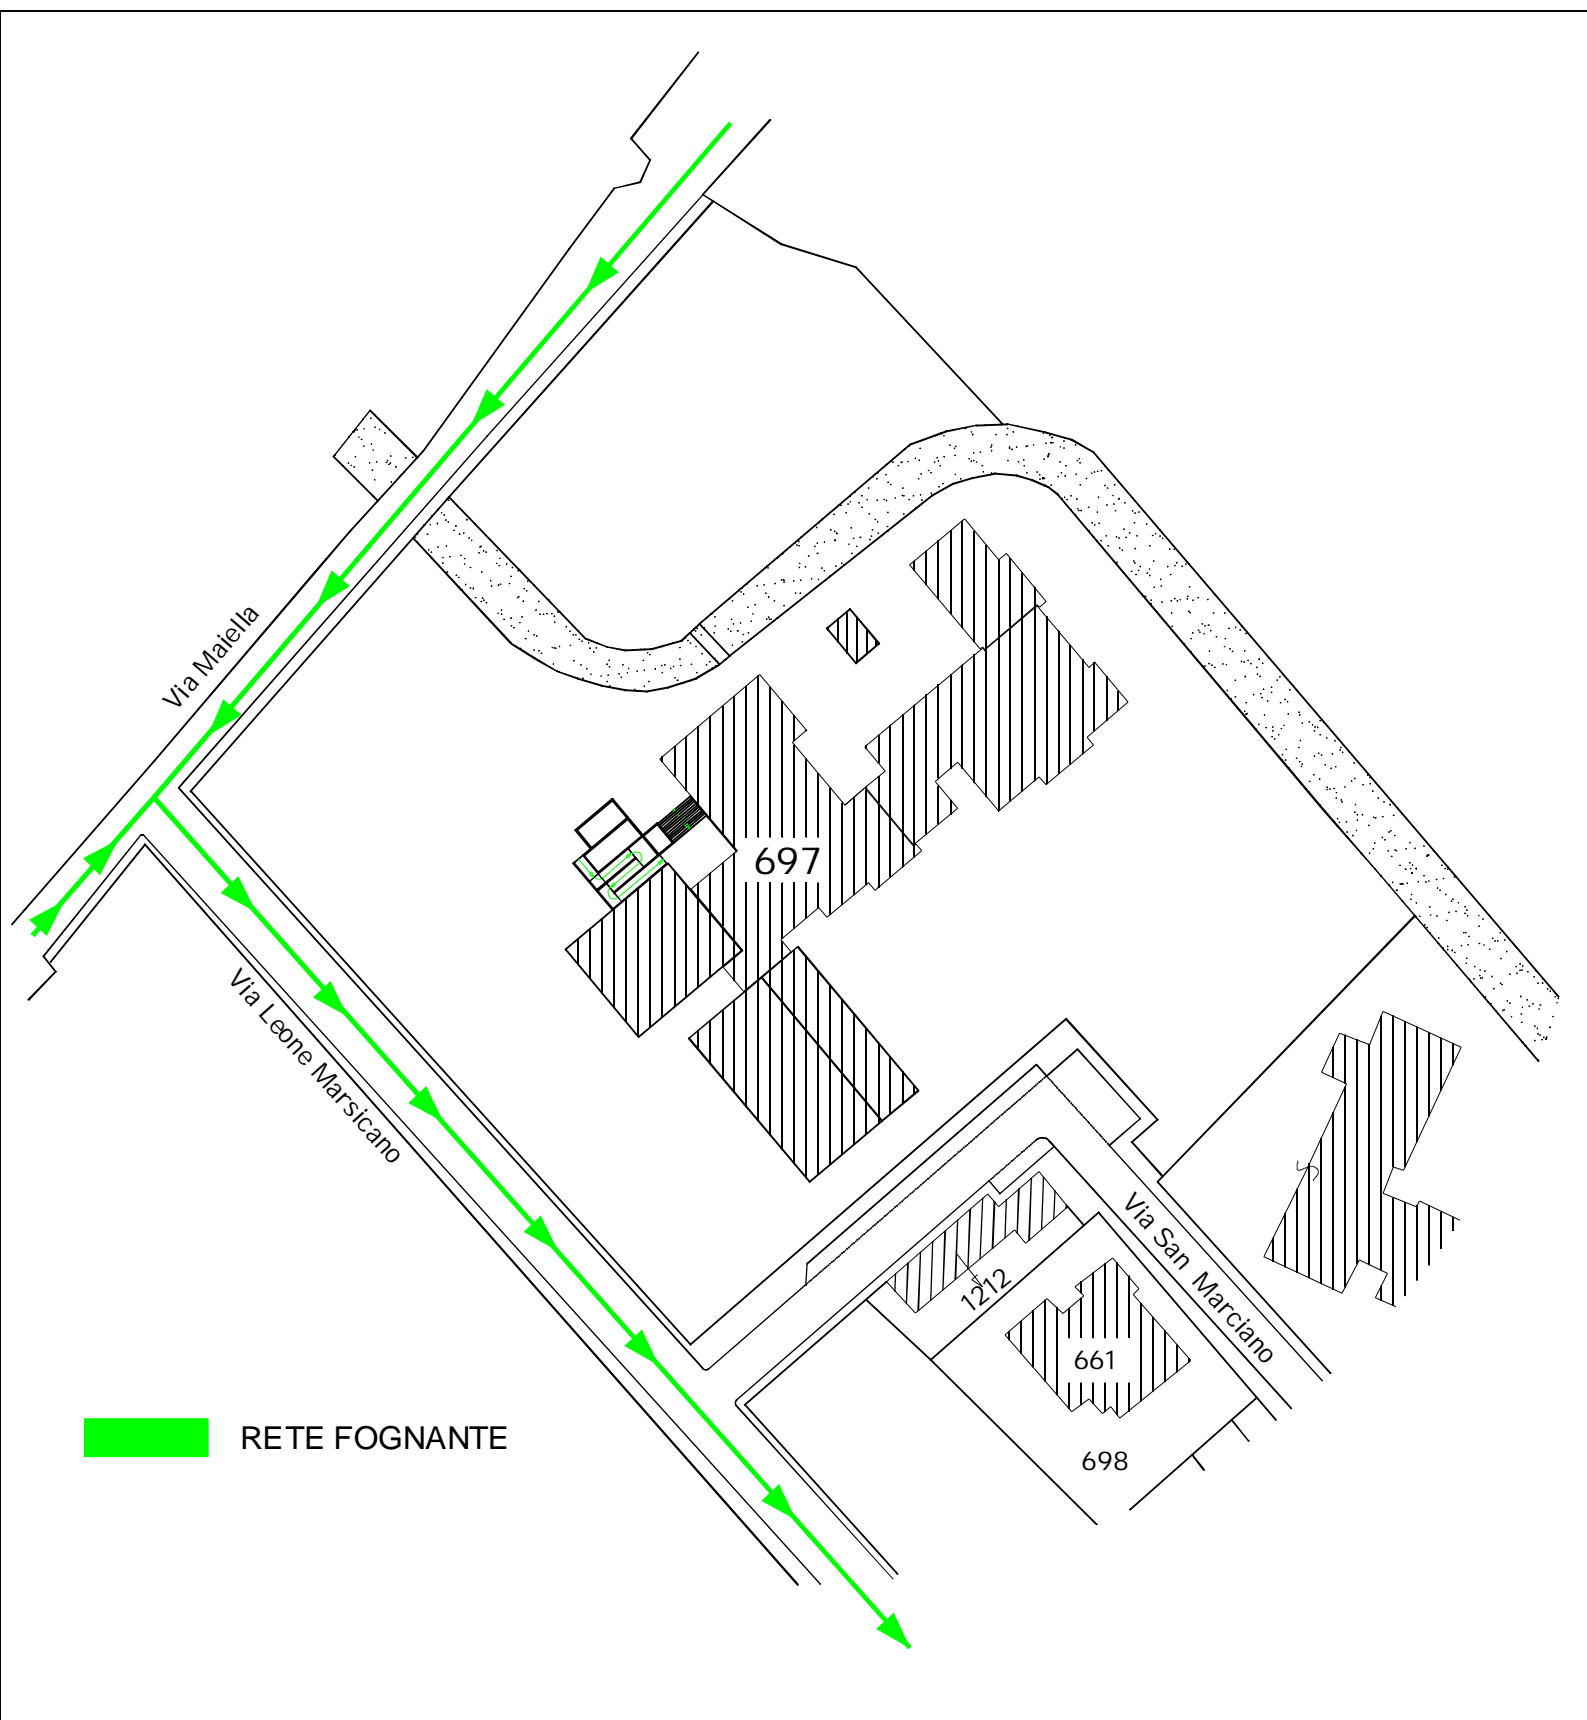 Via Maiella
697
Via Leone Marsicano
Via San Marciano
1212
661
RETE FOGNANTE
698